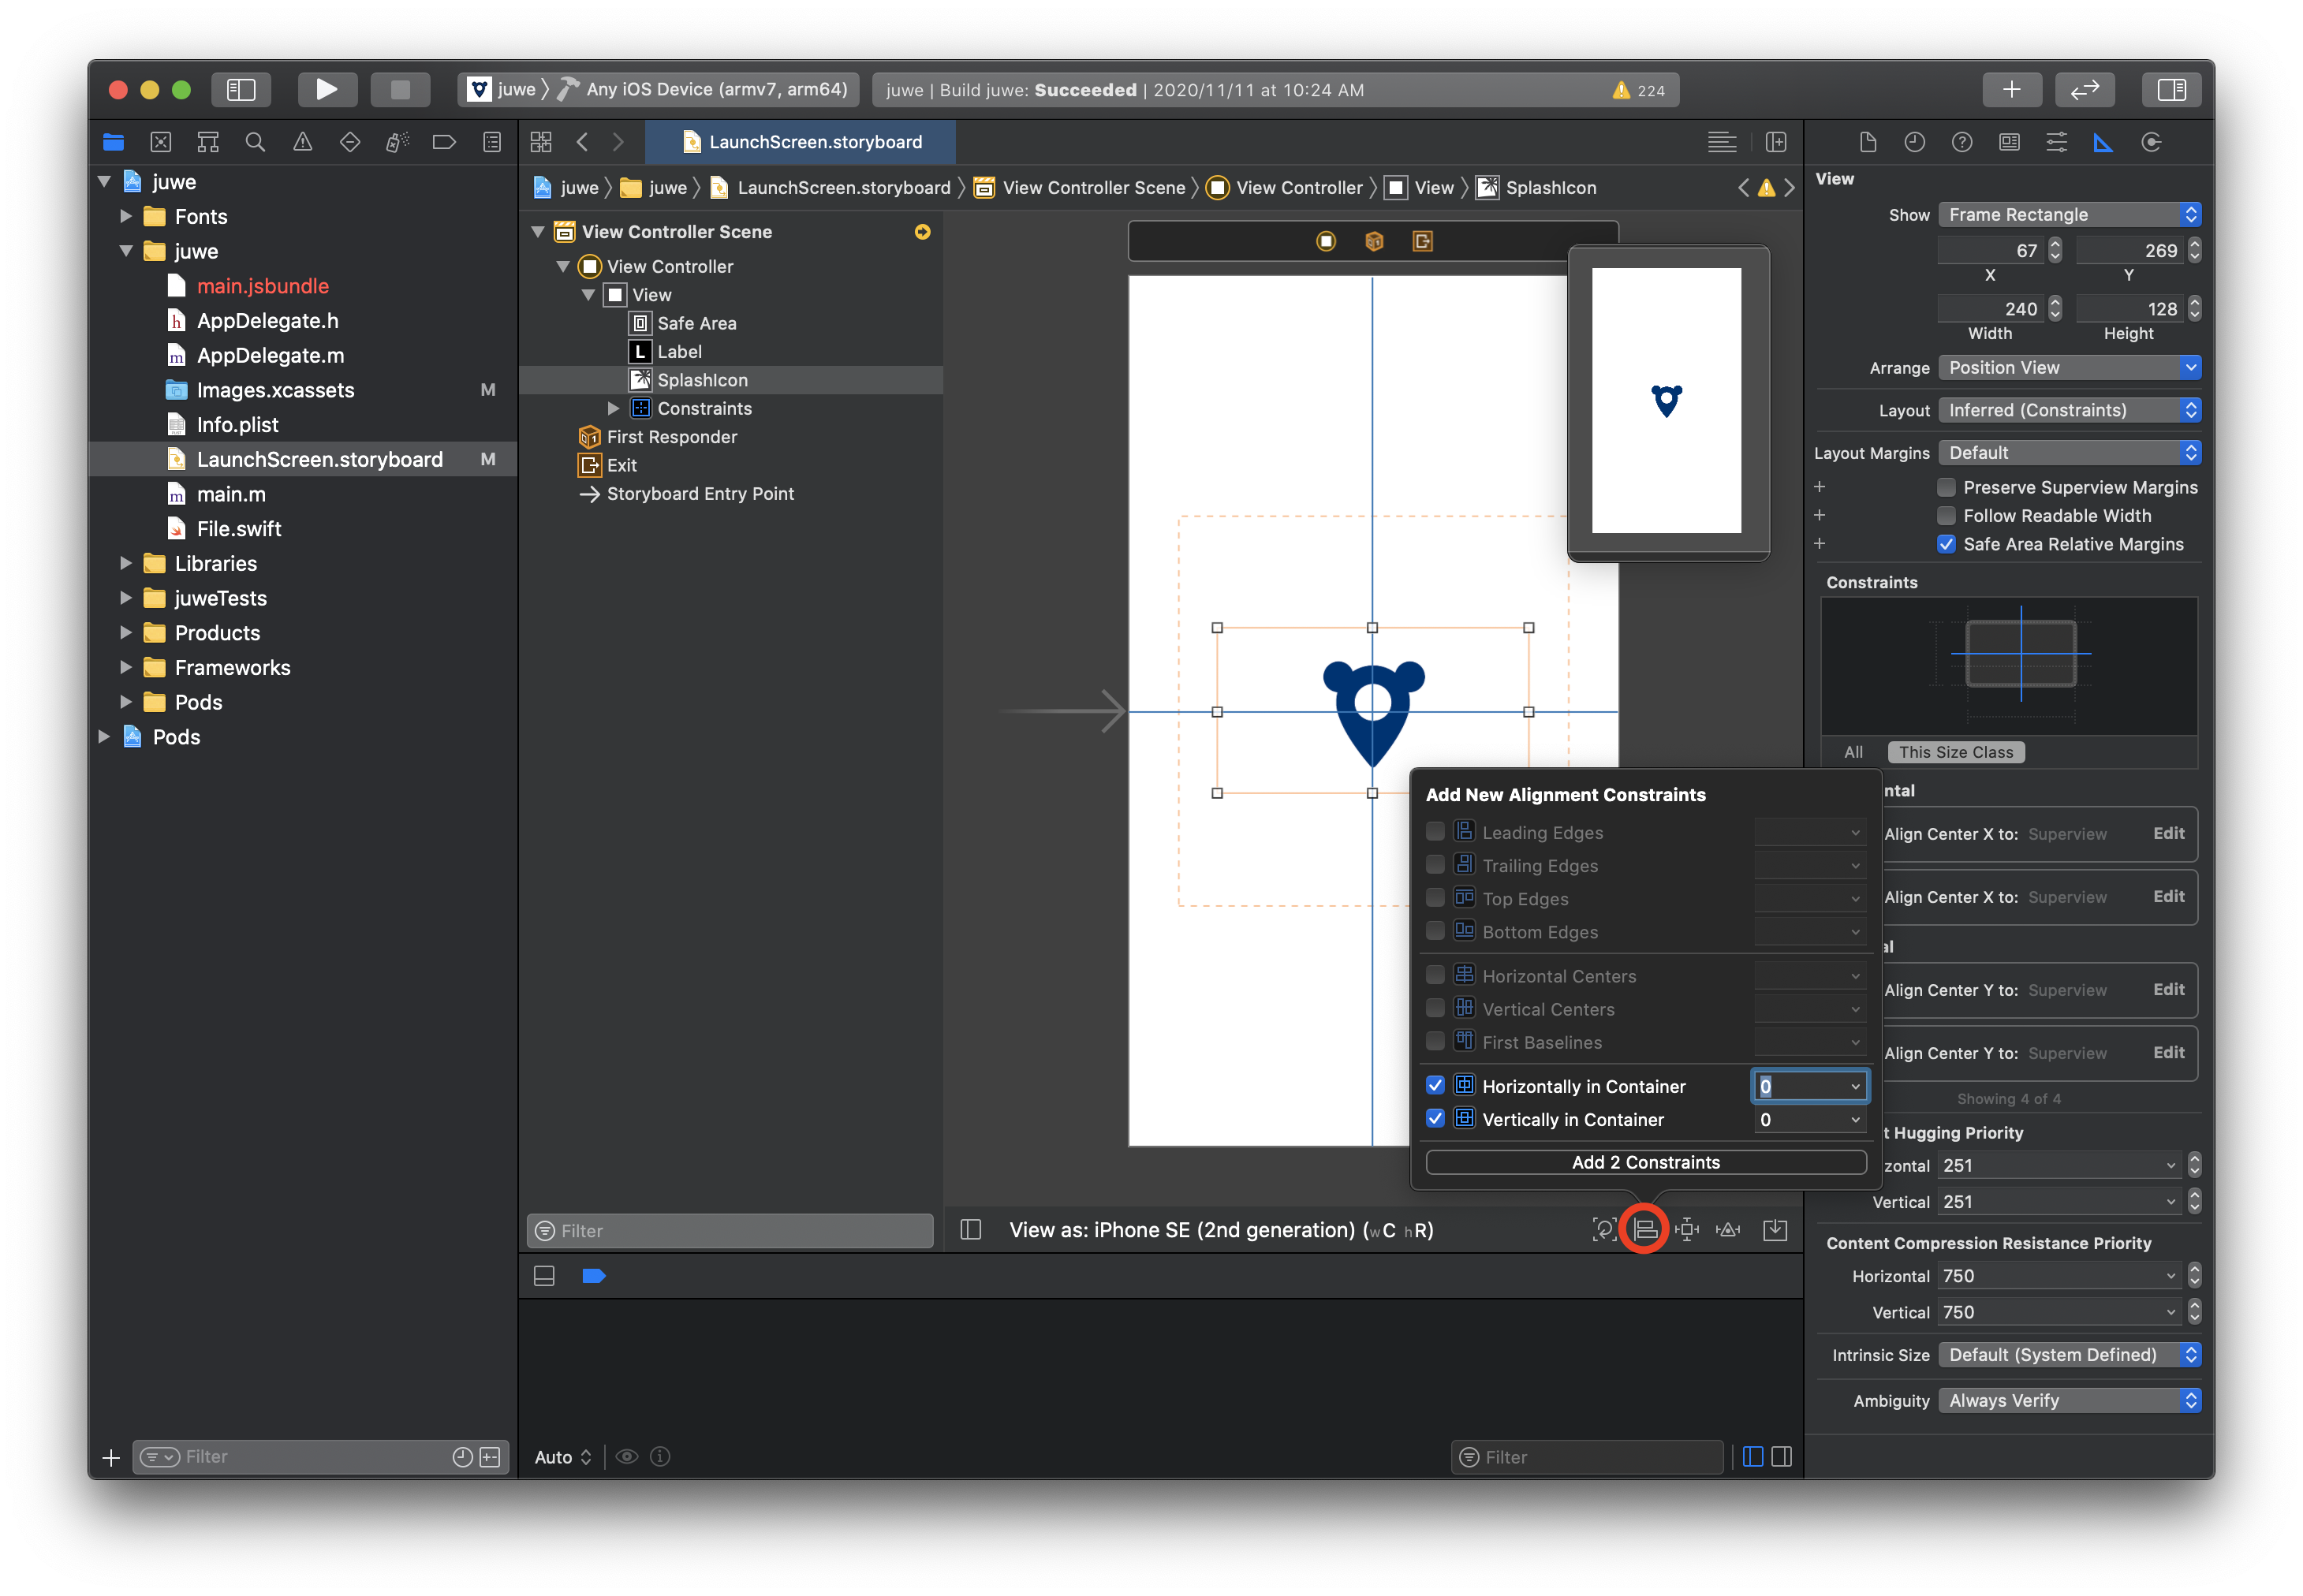 juwe 〉 Any iOS Device (armv7, arm64)
juwe | Build juwe: Succeeded | 2020/11/11 at 10:24 AM
224
LaunchScreen.storyboard
juwe 〉 juwe 〉 LaunchScreen.storyboard 〉 View Controller Scene 〉 View Controller 〉 View 〉 SplashIcon
juwe
Fonts
juwe
main.jsbundle
AppDelegate.h
AppDelegate.m
Images.xcassets M
Info.plist
LaunchScreen.storyboard M
main.m
File.swift
Libraries
juweTests
Products
Frameworks
Pods
Pods
Filter
View Controller Scene
View Controller
View
Safe Area
L Label
SplashIcon
Constraints
First Responder
Exit
Storyboard Entry Point
Filter
View as: iPhone SE (2nd generation) (wC hR)
Add New Alignment Constraints
Leading Edges
Trailing Edges
Top Edges
Bottom Edges
Horizontal Centers
Vertical Centers
First Baselines
Horizontally in Container 0
Vertically in Container 0
Add 2 Constraints
Auto
Filter
View
Show Frame Rectangle
67 269
X Y
240 128
Width Height
Arrange Position View
Layout Inferred (Constraints)
Layout Margins Default
Preserve Superview Margins
Follow Readable Width
Safe Area Relative Margins
Constraints
All This Size Class
ntal
Align Center X to: Superview Edit
Align Center X to: Superview Edit
al
Align Center Y to: Superview Edit
Align Center Y to: Superview Edit
Showing 4 of 4
t Hugging Priority
zontal 251
Vertical 251
Content Compression Resistance Priority
Horizontal 750
Vertical 750
Intrinsic Size Default (System Defined)
Ambiguity Always Verify